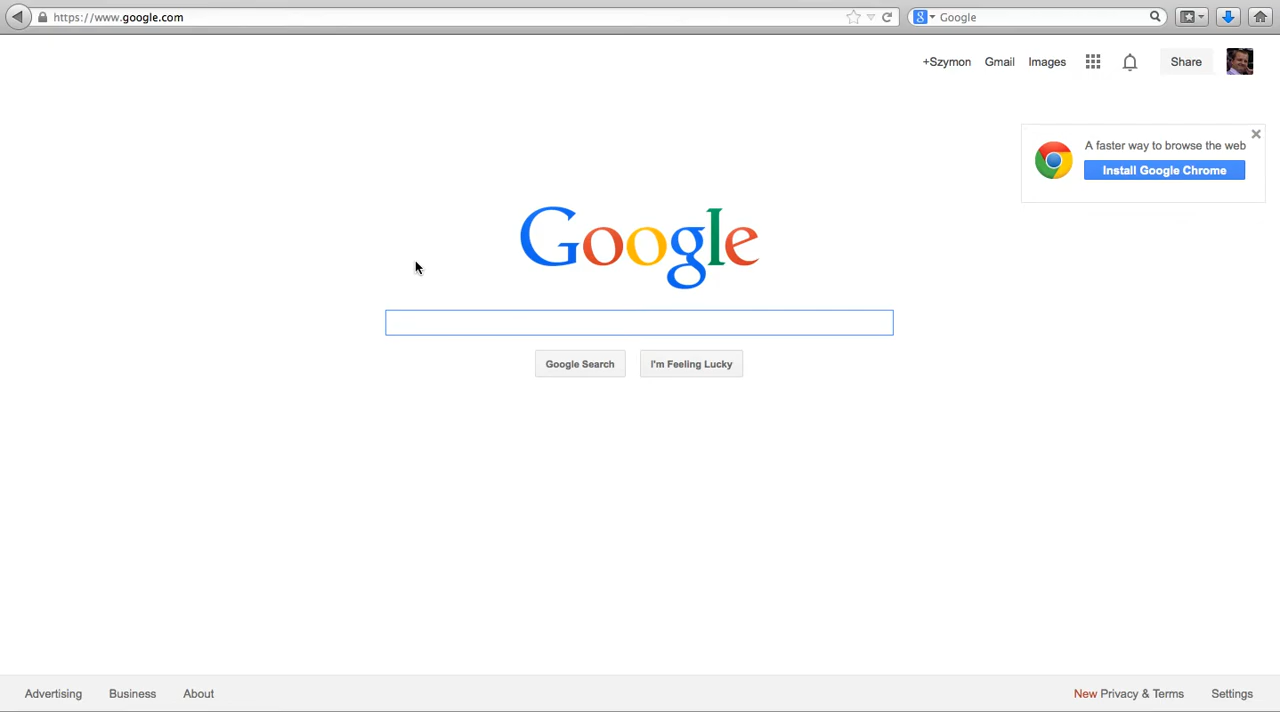 https://www.google.com
Google
+Szymon Gmail Images Share
A faster way to browse the web
Install Google Chrome
Google
Google Search I'm Feeling Lucky
Advertising Business About New Privacy & Terms Settings